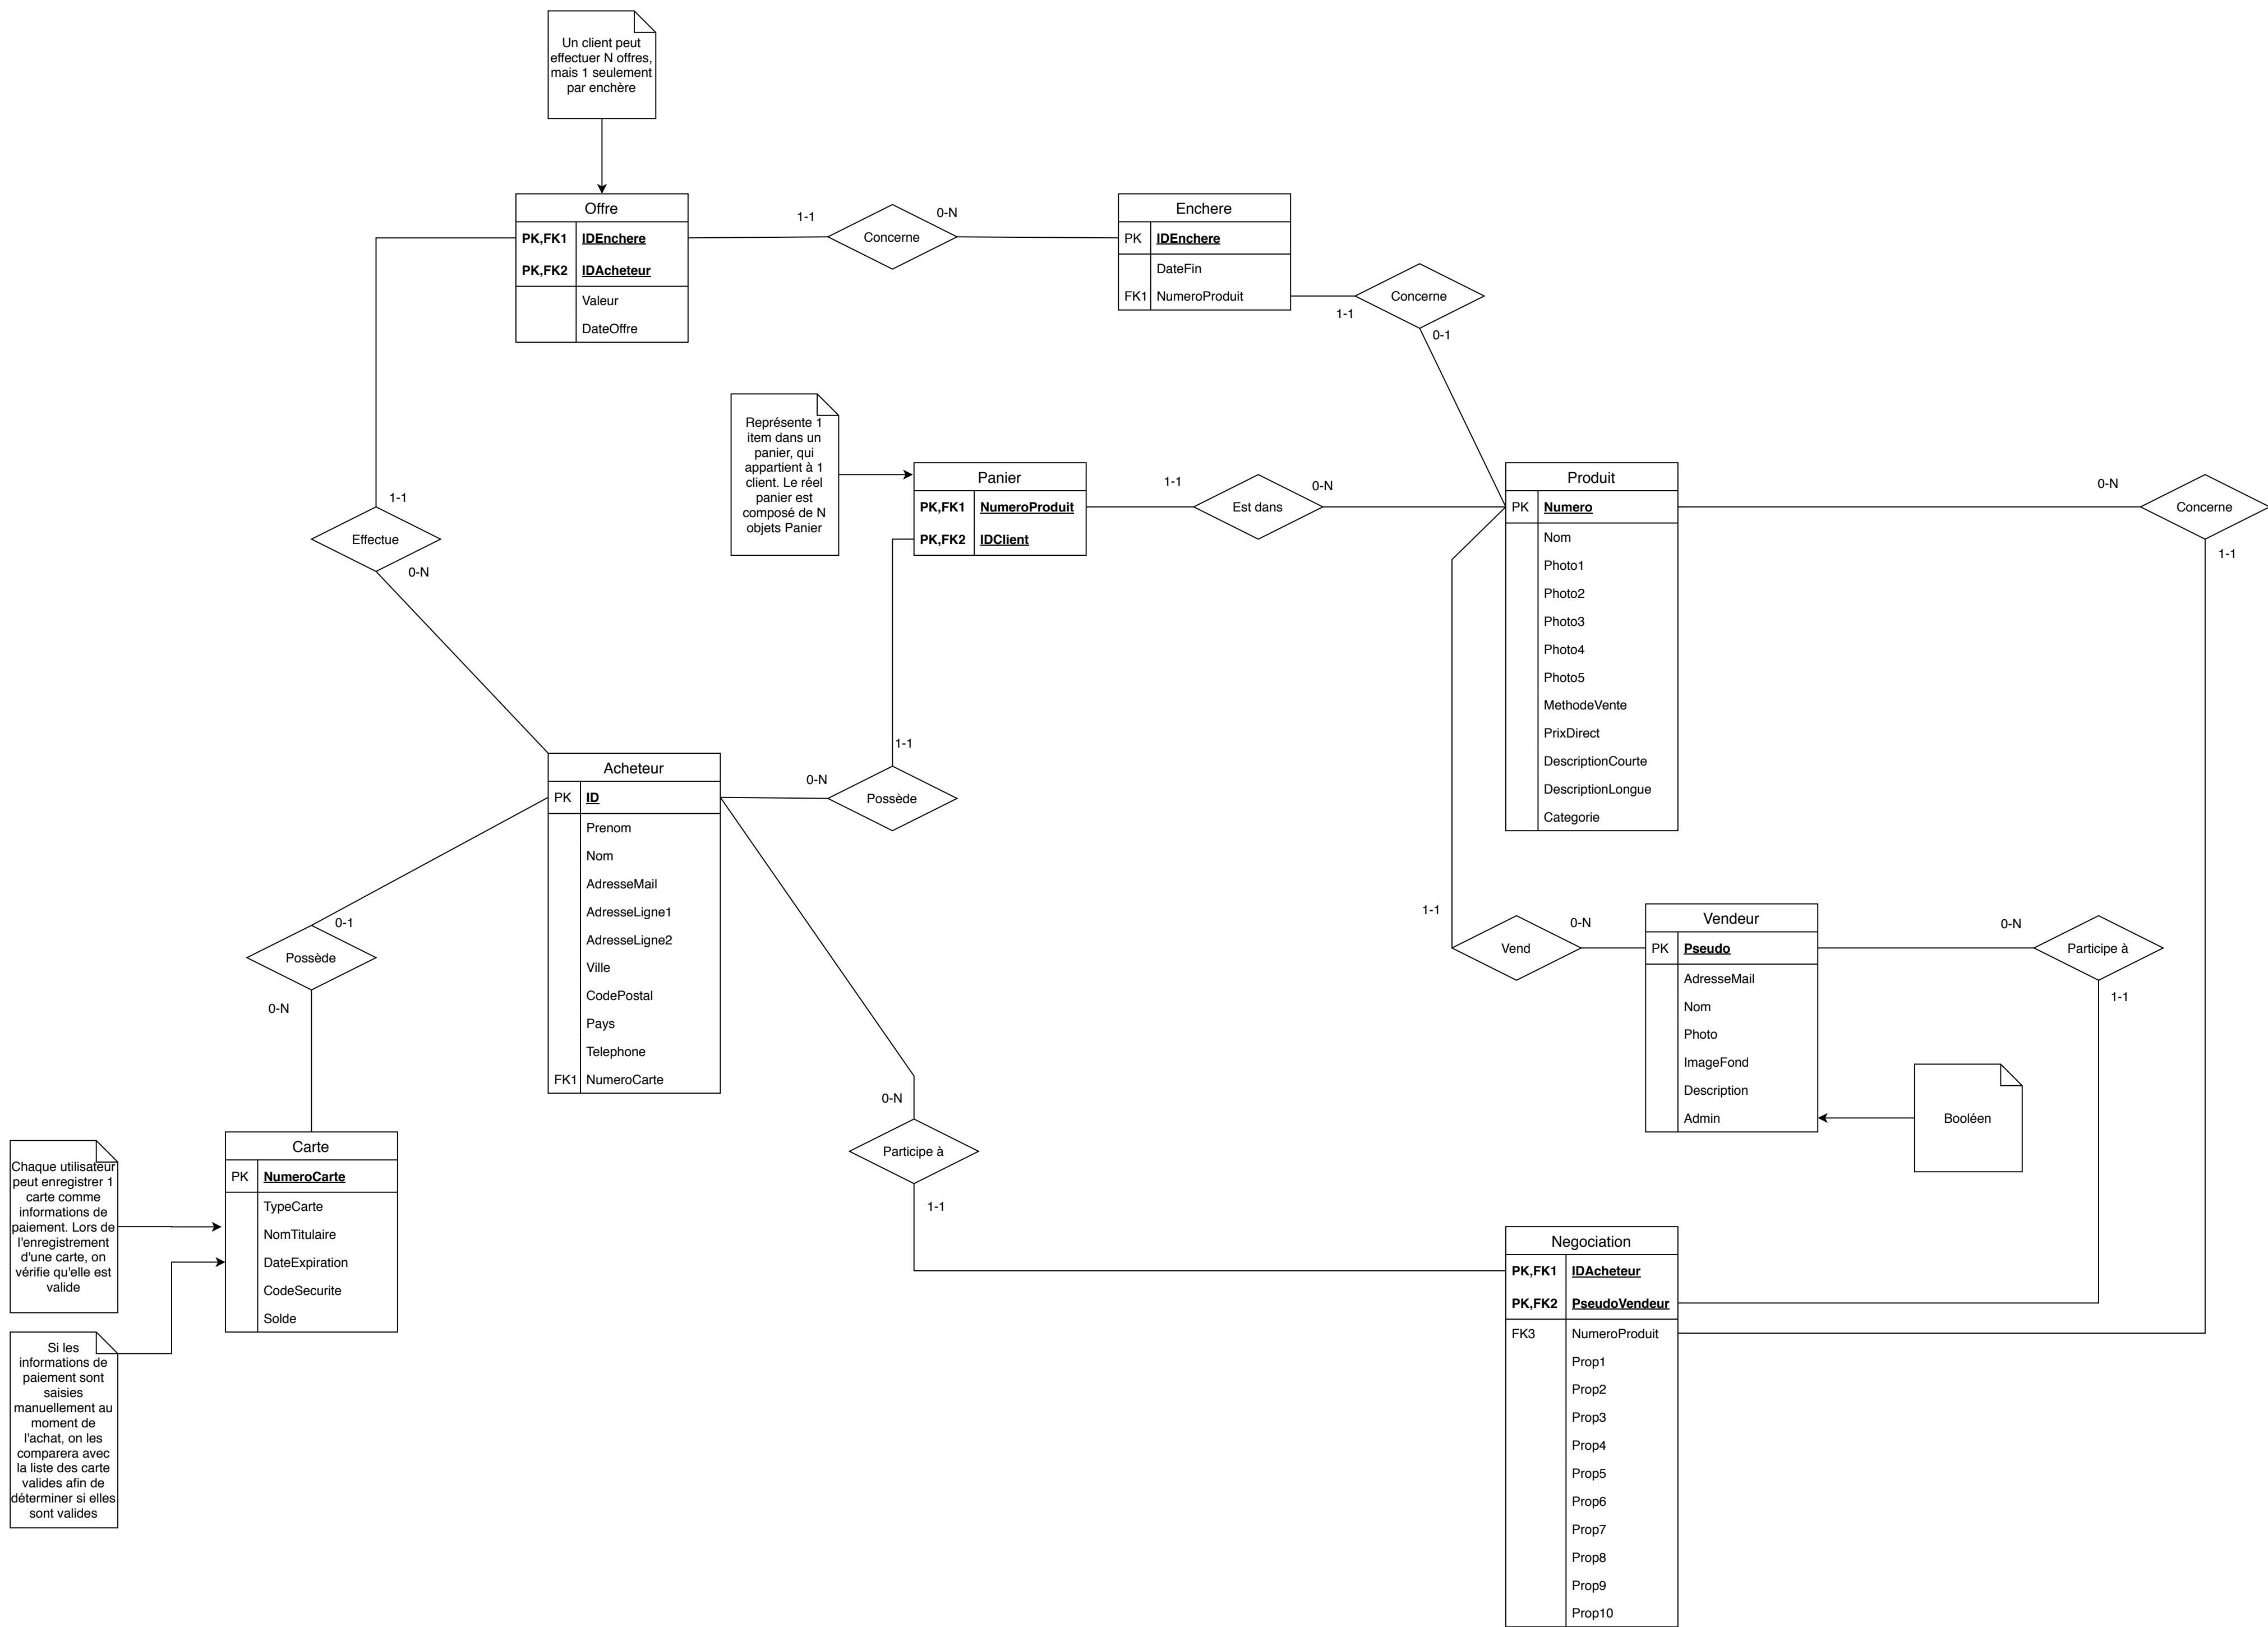 Un client peut
effectuer N offres,
mais 1 seulement
par enchère
Offre
PK,FK1 IDEnchere
PK,FK2 IDAcheteur
Valeur
DateOffre
1-1
Concerne
0-N
Enchere
PK IDEnchere
DateFin
FK1 NumeroProduit
1-1
Concerne
0-1
Représente 1
item dans un
panier, qui
appartient à 1
client. Le réel
panier est
composé de N
objets Panier
Panier
PK,FK1 NumeroProduit
PK,FK2 IDClient
1-1
Est dans
0-N
Produit
PK Numero
Nom
Photo1
Photo2
Photo3
Photo4
Photo5
MethodeVente
PrixDirect
DescriptionCourte
DescriptionLongue
Categorie
0-N
Concerne
1-1
1-1
Effectue
0-N
Acheteur
PK ID
Prenom
Nom
AdresseMail
AdresseLigne1
AdresseLigne2
Ville
CodePostal
Pays
Telephone
FK1 NumeroCarte
1-1
0-N
Possède
1-1
Vend
0-N
Vendeur
PK Pseudo
AdresseMail
Nom
Photo
ImageFond
Description
Admin
0-N
Participe à
1-1
Booléen
0-1
Possède
0-N
Carte
PK NumeroCarte
TypeCarte
NomTitulaire
DateExpiration
CodeSecurite
Solde
Chaque utilisateur
peut enregistrer 1
carte comme
informations de
paiement. Lors de
l'enregistrement
d'une carte, on
vérifie qu'elle est
valide
Si les
informations de
paiement sont
saisies
manuellement au
moment de
l'achat, on les
comparera avec
la liste des carte
valides afin de
déterminer si elles
sont valides
0-N
Participe à
1-1
Negociation
PK,FK1 IDAcheteur
PK,FK2 PseudoVendeur
FK3 NumeroProduit
Prop1
Prop2
Prop3
Prop4
Prop5
Prop6
Prop7
Prop8
Prop9
Prop10